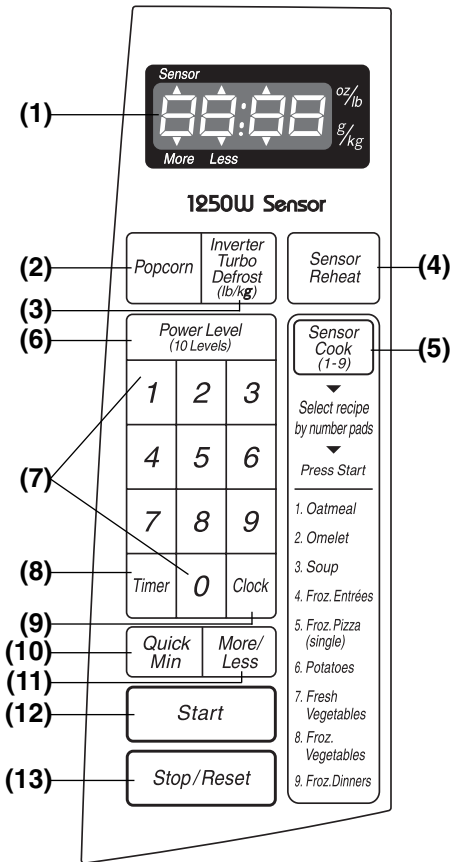 Sensor
(1)
88:88
oz/lb
g/kg
More Less
1250W Sensor
(2)
Popcorn
Inverter
Turbo
Defrost
(lb/kg)
(3)
Sensor
Reheat
(4)
(6)
Power Level
(10 Levels)
Sensor
Cook
(1-9)
(5)
Select recipe
by number pads
Press Start
1 2 3
4 5 6
(7)
7 8 9
(8)
Timer 0 Clock
(9)
(10)
Quick
Min
More/
Less
(11)
(12)
Start
(13)
Stop/Reset
1. Oatmeal
2. Omelet
3. Soup
4. Froz. Entrées
5. Froz. Pizza
(single)
6. Potatoes
7. Fresh
Vegetables
8. Froz.
Vegetables
9. Froz. Dinners